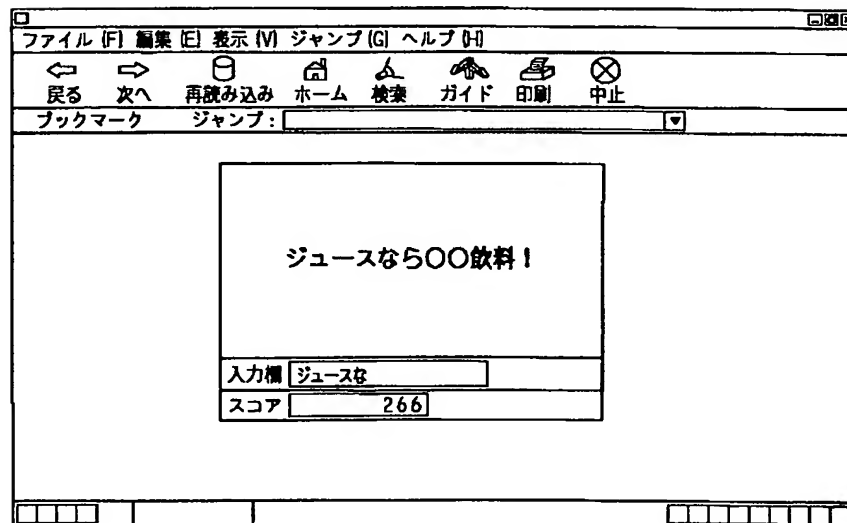 ファイル(F) 編集(E) 表示(V) ジャンプ(G) ヘルプ(H)
戻る 次へ 再読み込み ホーム 検索 ガイド 印刷 中止
ブックマーク ジャンプ:
ジュースなら〇〇飲料!
入力欄 ジュースな
スコア 266